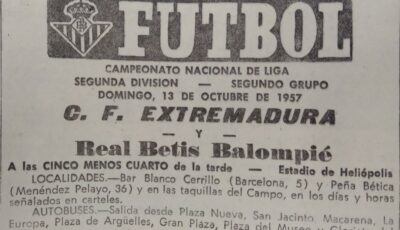 FUTBOL
CAMPEONATO NACIONAL DE LIGA
SEGUNDA DIVISION — SEGUNDO GRUPO
DOMINGO, 13 DE OCTUBRE DE 1957
C. F. EXTREMADURA
— Y —
Real Betis Balompié
A las CINCO MENOS CUARTO de la tarde — Estadio de Heliópolis
LOCALIDADES.—Bar Blanco Cerrillo (Barcelona, 5) y Peña Bética
(Menéndez Pelayo, 36) y en las taquillas del Campo, en los días y horas
señalados en carteles.
AUTOBUSES.—Salida desde Plaza Nueva, San Jacinto, Macarena, La
Europa, Plaza de Argüelles, Gran Plaza, Plaza del Museo y